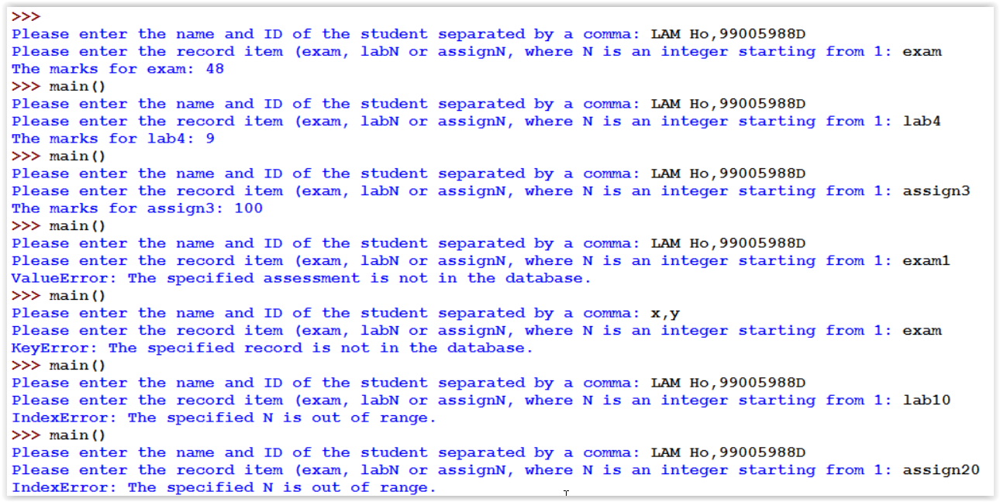 >>>
Please enter the name and ID of the student separated by a comma: LAM Ho,99005988D
Please enter the record item (exam, labN or assignN, where N is an integer starting from 1: exam
The marks for exam: 48
>>> main()
Please enter the name and ID of the student separated by a comma: LAM Ho,99005988D
Please enter the record item (exam, labN or assignN, where N is an integer starting from 1: lab4
The marks for lab4: 9
>>> main()
Please enter the name and ID of the student separated by a comma: LAM Ho,99005988D
Please enter the record item (exam, labN or assignN, where N is an integer starting from 1: assign3
The marks for assign3: 100
>>> main()
Please enter the name and ID of the student separated by a comma: LAM Ho,99005988D
Please enter the record item (exam, labN or assignN, where N is an integer starting from 1: exam1
ValueError: The specified assessment is not in the database.
>>> main()
Please enter the name and ID of the student separated by a comma: x,y
Please enter the record item (exam, labN or assignN, where N is an integer starting from 1: exam
KeyError: The specified record is not in the database.
>>> main()
Please enter the name and ID of the student separated by a comma: LAM Ho,99005988D
Please enter the record item (exam, labN or assignN, where N is an integer starting from 1: lab10
IndexError: The specified N is out of range.
>>> main()
Please enter the name and ID of the student separated by a comma: LAM Ho,99005988D
Please enter the record item (exam, labN or assignN, where N is an integer starting from 1: assign20
IndexError: The specified N is out of range.